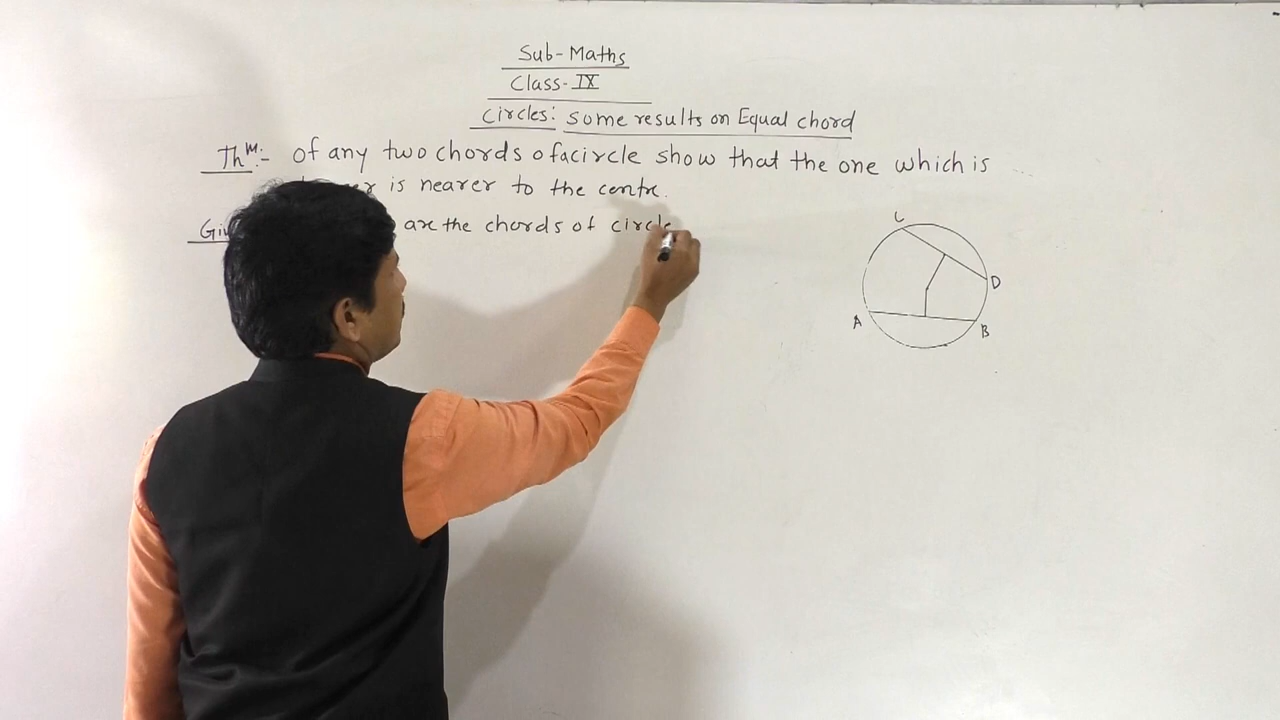 Sub-Maths
Class-IX
Circles: Some results on Equal chord
Thm:- of any two chords of a circle show that the one which is
is nearer to the centre.
are the chords of circle
C
D
A
B